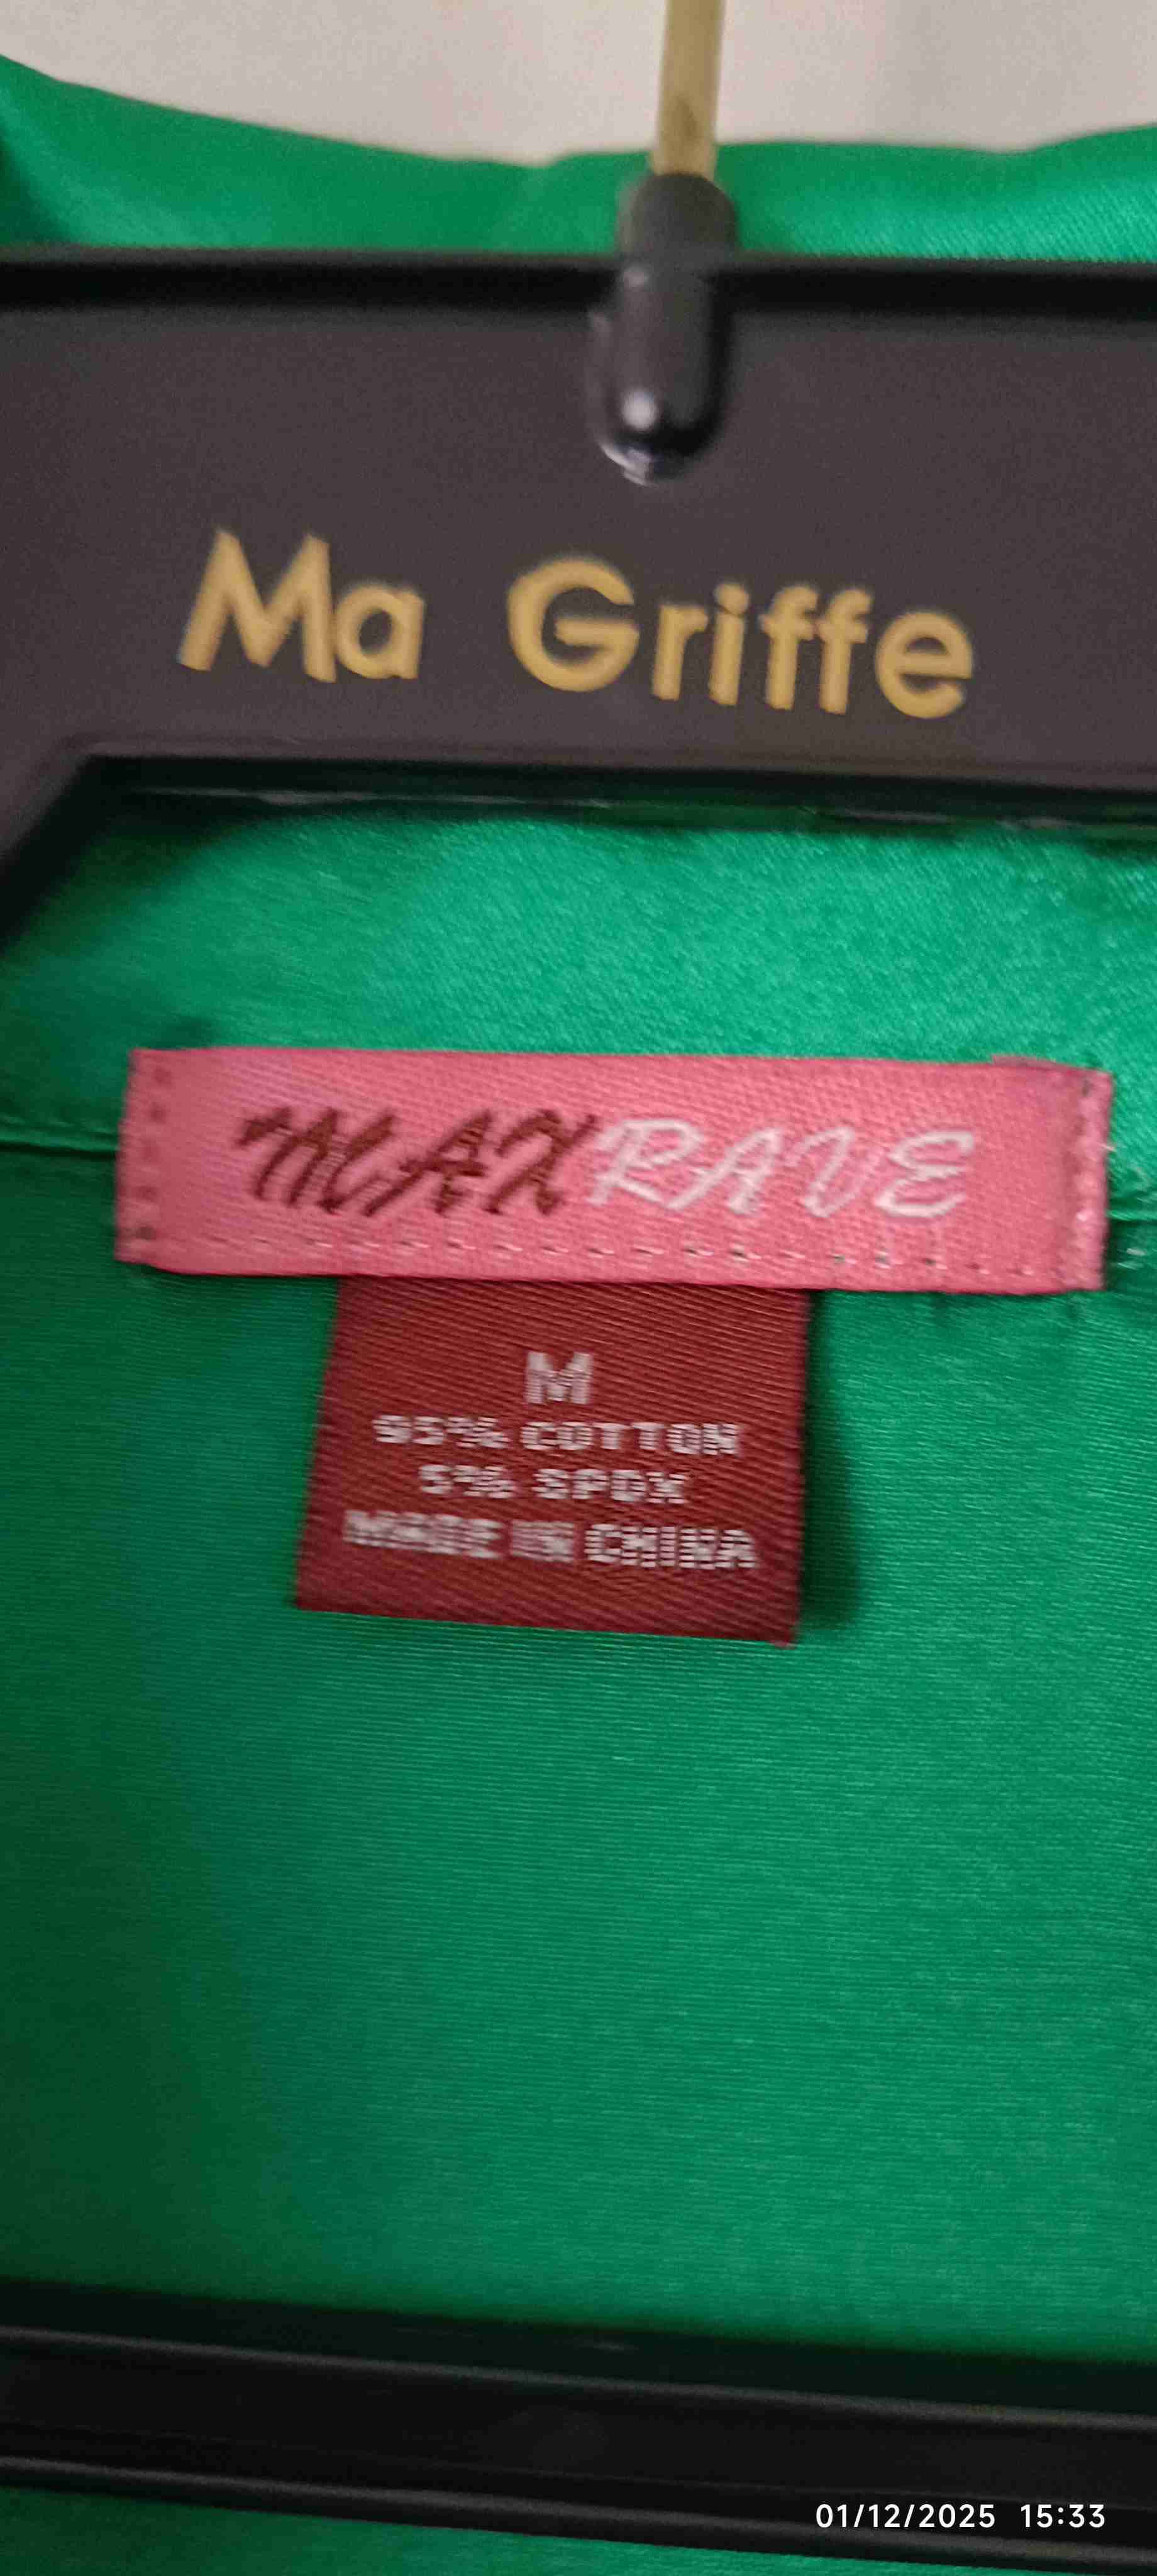 Ma Griffe
MAXRAVE
M
95% COTTON
5% SPDX
MADE IN CHINA
01/12/2025 15:33